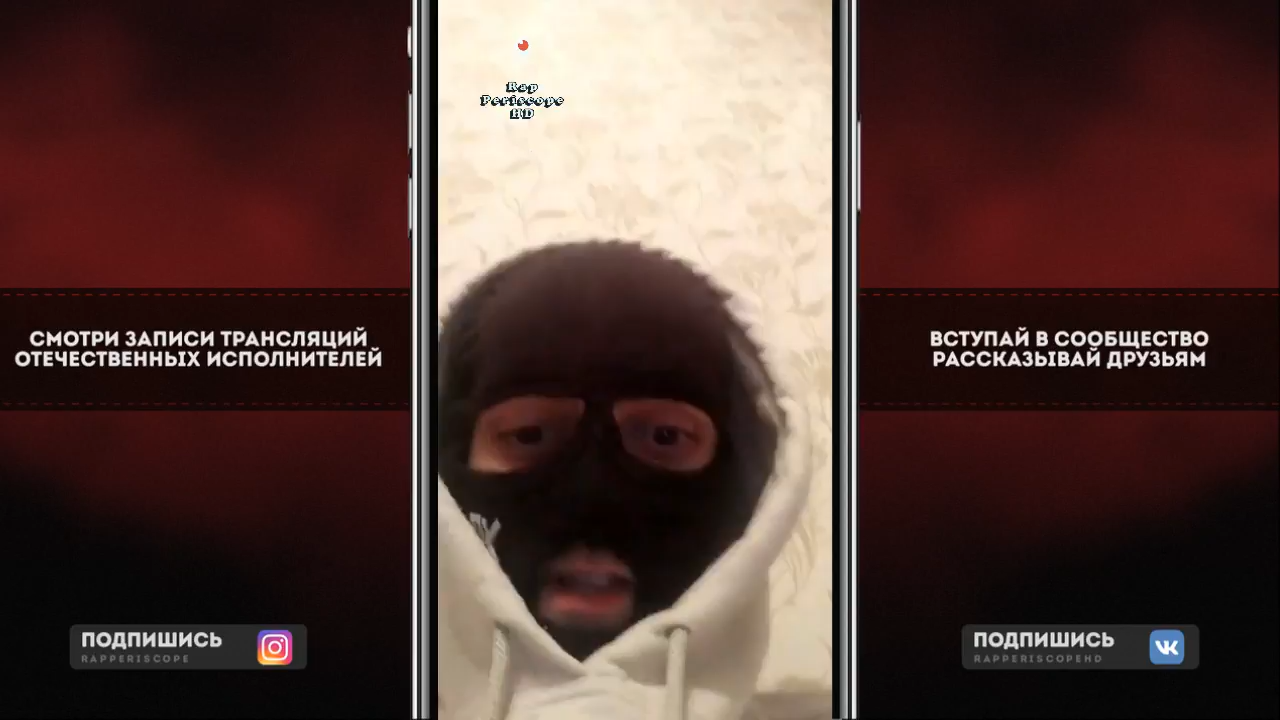 Rap
Periscope
HD
СМОТРИ ЗАПИСИ ТРАНСЛЯЦИЙ
ОТЕЧЕСТВЕННЫХ ИСПОЛНИТЕЛЕЙ
ВСТУПАЙ В СООБЩЕСТВО
РАССКАЗЫВАЙ ДРУЗЬЯМ
ПОДПИШИСЬ
RAPPERISCOPE
ПОДПИШИСЬ
RAPPERISCOPEHD